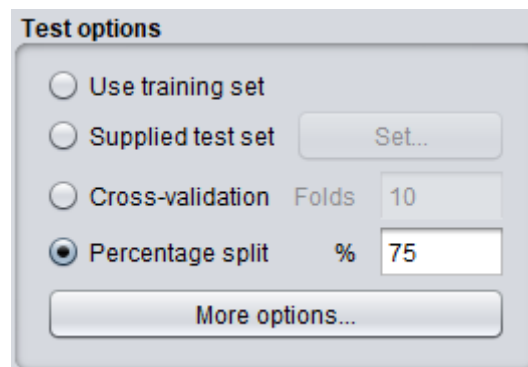 Test options
Use training set
Supplied test set Set...
Cross-validation Folds 10
Percentage split % 75
More options...